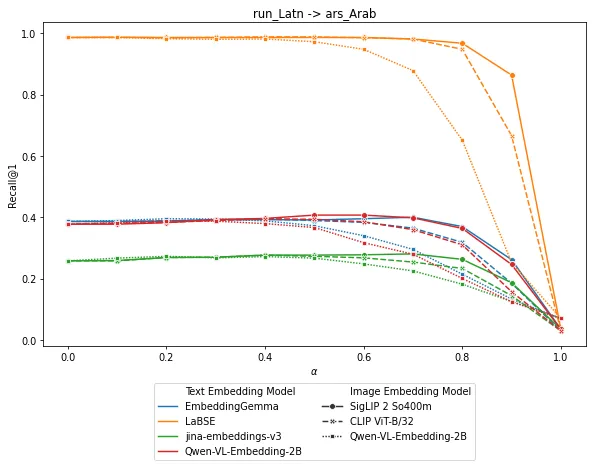 run_Latn -> ars_Arab
Recall@1
1.0
0.8
0.6
0.4
0.2
0.0
0.0 0.2 0.4 0.6 0.8 1.0
α
Text Embedding Model
EmbeddingGemma
LaBSE
jina-embeddings-v3
Qwen-VL-Embedding-2B
Image Embedding Model
SigLIP 2 So400m
CLIP ViT-B/32
Qwen-VL-Embedding-2B